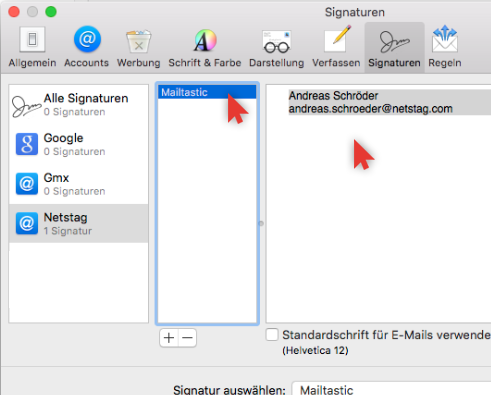 Signaturen
Allgemein Accounts Werbung Schrift & Farbe Darstellung Verfassen Signaturen Regeln
Alle Signaturen
0 Signaturen
Google
0 Signaturen
Gmx
0 Signaturen
Netstag
1 Signatur
Mailtastic
Andreas Schröder
andreas.schroeder@netstag.com
Standardschrift für E-Mails verwende
(Helvetica 12)
Signatur auswählen: Mailtastic